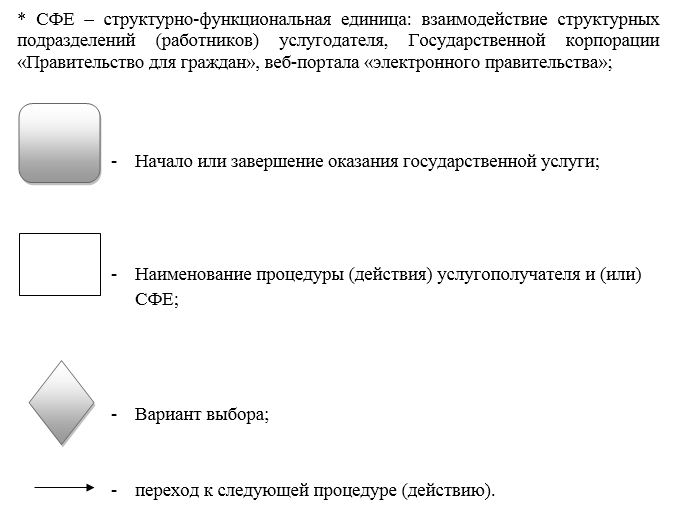 * СФЕ – структурно-функциональная единица: взаимодействие структурных
подразделений (работников) услугодателя, Государственной корпорации
«Правительство для граждан», веб-портала «электронного правительства»;
- Начало или завершение оказания государственной услуги;
- Наименование процедуры (действия) услугополучателя и (или)
СФЕ;
- Вариант выбора;
- переход к следующей процедуре (действию).